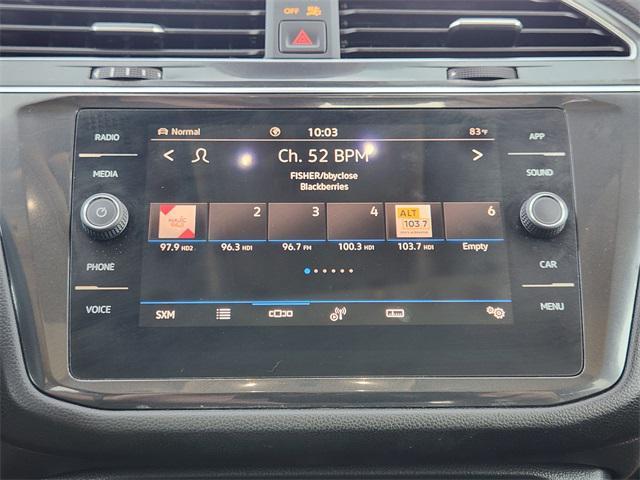 OFF
RADIO
MEDIA
PHONE
VOICE
Normal
10:03
83°F
< Ch. 52 BPM >
FISHER/bbyclose
Blackberries
2
3
4
ALT
103.7
6
97.9 HD2
96.3 HD1
96.7 FM
100.3 HD1
103.7 HD1
Empty
SXM
APP
SOUND
CAR
MENU